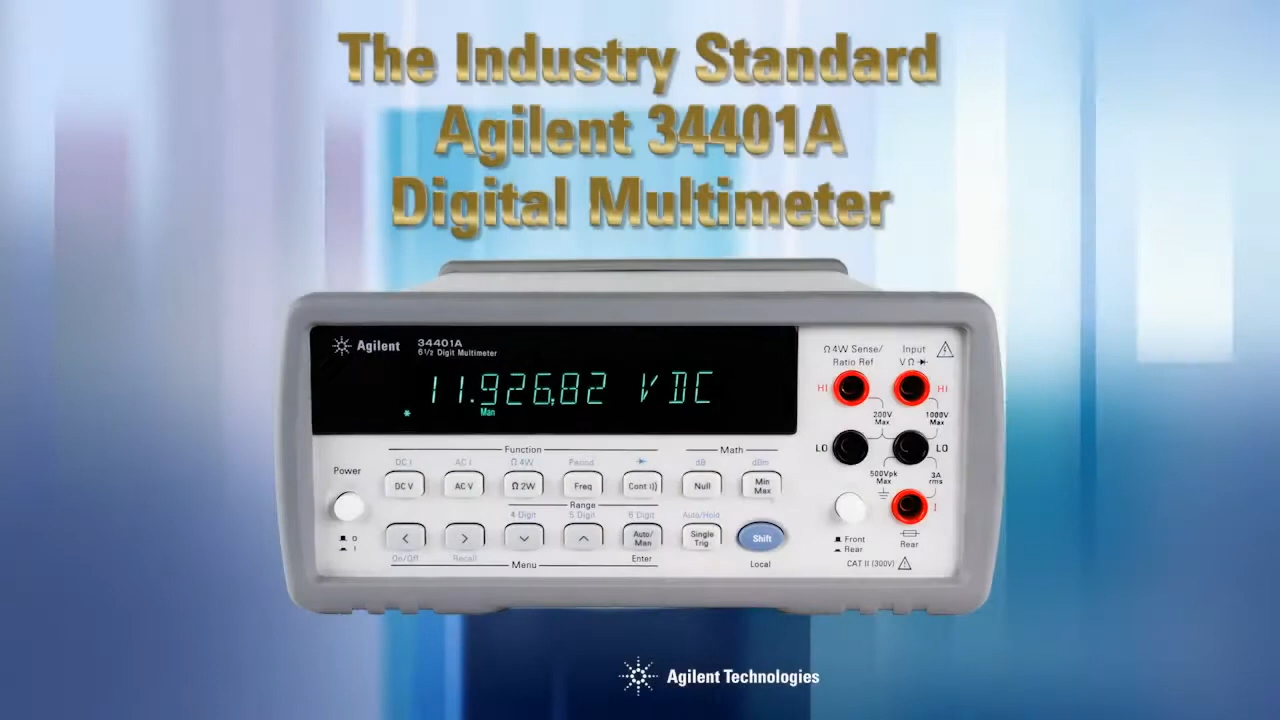 The Industry Standard
Agilent 34401A
Digital Multimeter
Agilent
34401A
6½ Digit Multimeter
11.926,82 VDC
* Man
Ω 4W Sense/
Ratio Ref
Input
V Ω
HI
HI
200V
Max
1000V
Max
LO
LO
500Vpk
Max
3A
rms
I
Front
Rear
Rear
CAT II (300V)
Power
O
I
Function
Math
DC I
AC I
Ω 4W
Period
dB
dBm
DC V
AC V
Ω 2W
Freq
Cont
Null
Min
Max
Range
4 Digit
5 Digit
6 Digit
Auto/Hold
<
>
Auto/
Man
Single
Trig
Shift
On/Off
Recall
Enter
Menu
Local
Agilent Technologies